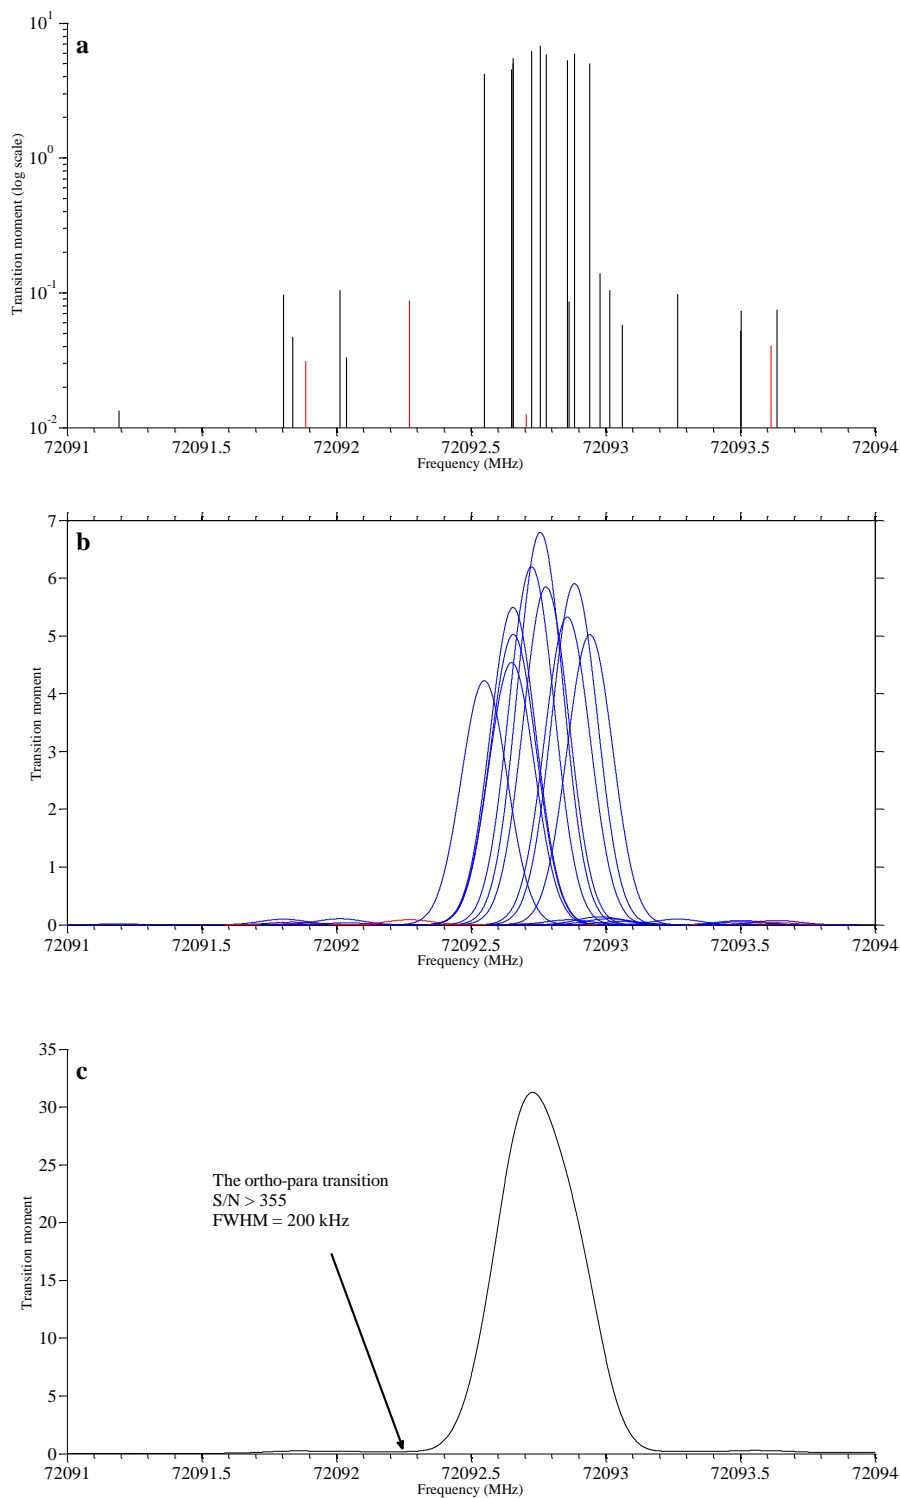 a
Transition moment (log scale)
10^1
10^0
10^-1
10^-2
72091 72091.5 72092 72092.5 72093 72093.5 72094
Frequency (MHz)
b
Transition moment
7
6
5
4
3
2
1
0
72091 72091.5 72092 72092.5 72093 72093.5 72094
Frequency (MHz)
c
Transition moment
35
30
25
20
15
10
5
0
The ortho-para transition
S/N > 355
FWHM = 200 kHz
72091 72091.5 72092 72092.5 72093 72093.5 72094
Frequency (MHz)